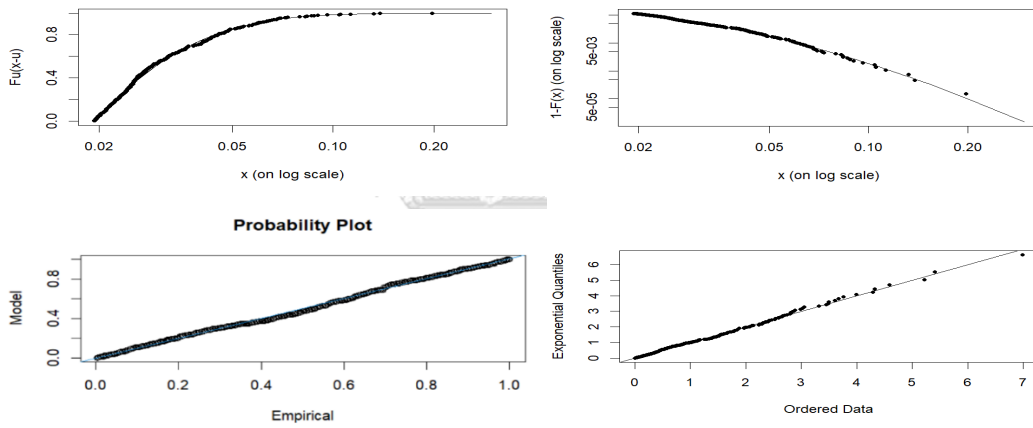 Fu(x-u)
0.0 0.4 0.8
0.02 0.05 0.10 0.20
x (on log scale)
1-F(x) (on log scale)
5e-05 5e-03
0.02 0.05 0.10 0.20
x (on log scale)
Probability Plot
Model
0.0 0.4 0.8
0.0 0.2 0.4 0.6 0.8 1.0
Empirical
Exponential Quantiles
0 1 2 3 4 5 6
0 1 2 3 4 5 6 7
Ordered Data